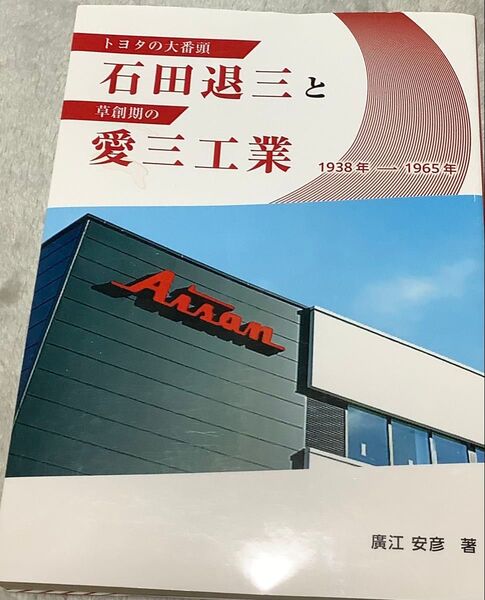 トヨタの大番頭
石田退三と
草創期の
愛三工業
1938年―1965年
Aisan
廣江 安彦 著